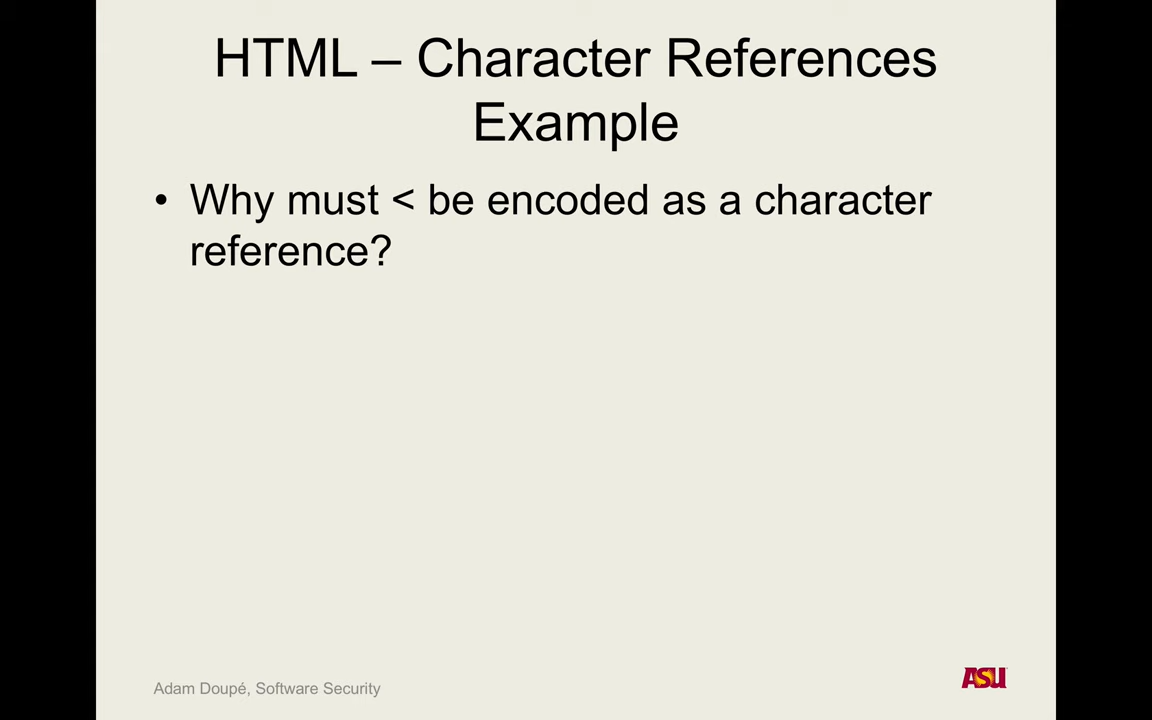 HTML – Character References
Example
• Why must < be encoded as a character
reference?
Adam Doupé, Software Security
ASU